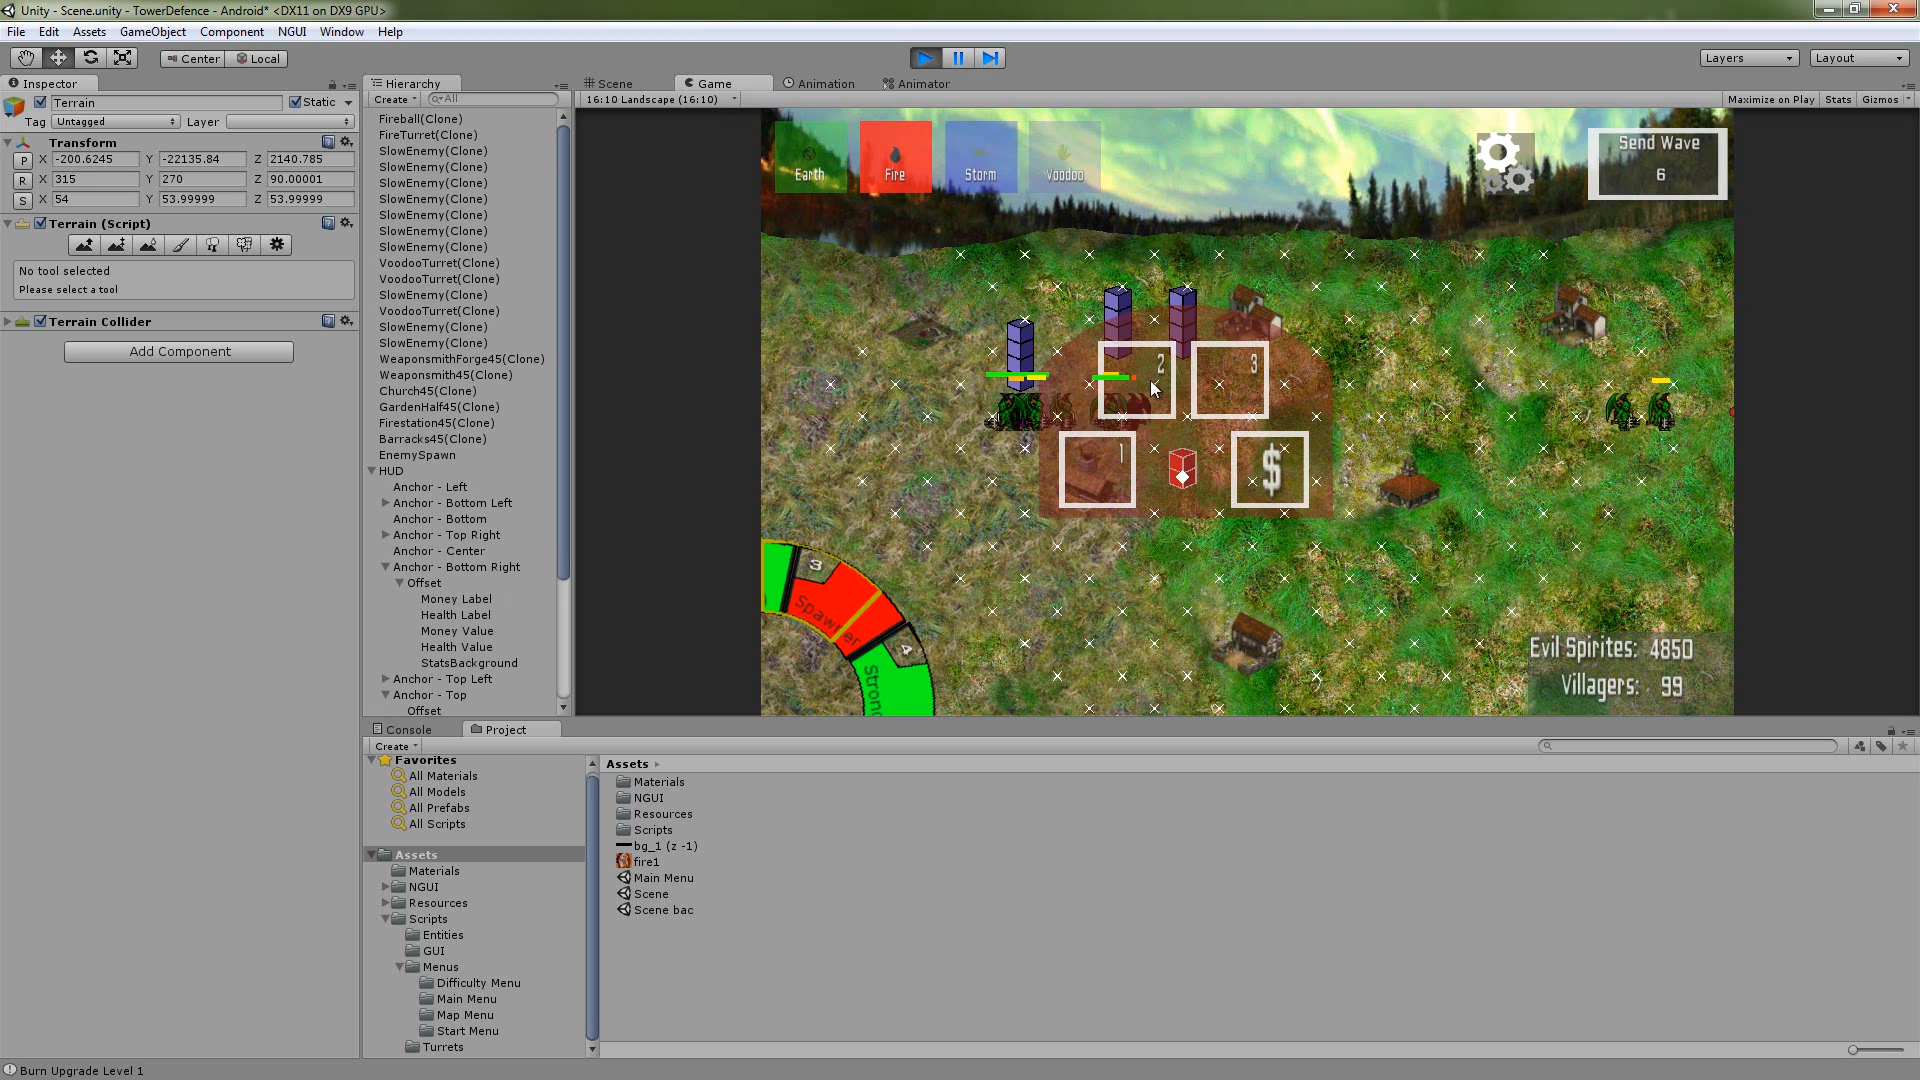 Unity - Scene.unity - TowerDefence - Android* <DX11 on DX9 GPU>
File Edit Assets GameObject Component NGUI Window Help
Center Local
Layers Layout
Inspector
Terrain Static
Tag Untagged Layer
Transform
P X -200.6245 Y -22135.84 Z 2140.785
R X 315 Y 270 Z 90.00001
S X 54 Y 53.99999 Z 53.99999
Terrain (Script)
No tool selected
Please select a tool
Terrain Collider
Add Component
Hierarchy
Create All
Fireball(Clone)
FireTurret(Clone)
SlowEnemy(Clone)
SlowEnemy(Clone)
SlowEnemy(Clone)
SlowEnemy(Clone)
SlowEnemy(Clone)
SlowEnemy(Clone)
SlowEnemy(Clone)
VoodooTurret(Clone)
VoodooTurret(Clone)
SlowEnemy(Clone)
VoodooTurret(Clone)
SlowEnemy(Clone)
SlowEnemy(Clone)
WeaponsmithForge45(Clone)
Weaponsmith45(Clone)
Church45(Clone)
GardenHalf45(Clone)
Firestation45(Clone)
Barracks45(Clone)
EnemySpawn
HUD
Anchor - Left
Anchor - Bottom Left
Anchor - Bottom
Anchor - Top Right
Anchor - Center
Anchor - Bottom Right
Offset
Money Label
Health Label
Money Value
Health Value
StatsBackground
Anchor - Top Left
Anchor - Top
Offset
Scene Game Animation Animator
16:10 Landscape (16:10) Maximize on Play Stats Gizmos
Earth Fire Storm Voodoo
Send Wave
6
2 3
1 $
3
Spawner
4
Strong
Evil Spirites: 4850
Villagers: 99
Console Project
Create
Favorites
All Materials
All Models
All Prefabs
All Scripts
Assets
Materials
NGUI
Resources
Scripts
Entities
GUI
Menus
Difficulty Menu
Main Menu
Map Menu
Start Menu
Turrets
Assets
Materials
NGUI
Resources
Scripts
bg_1 (z -1)
fire1
Main Menu
Scene
Scene bac
Burn Upgrade Level 1